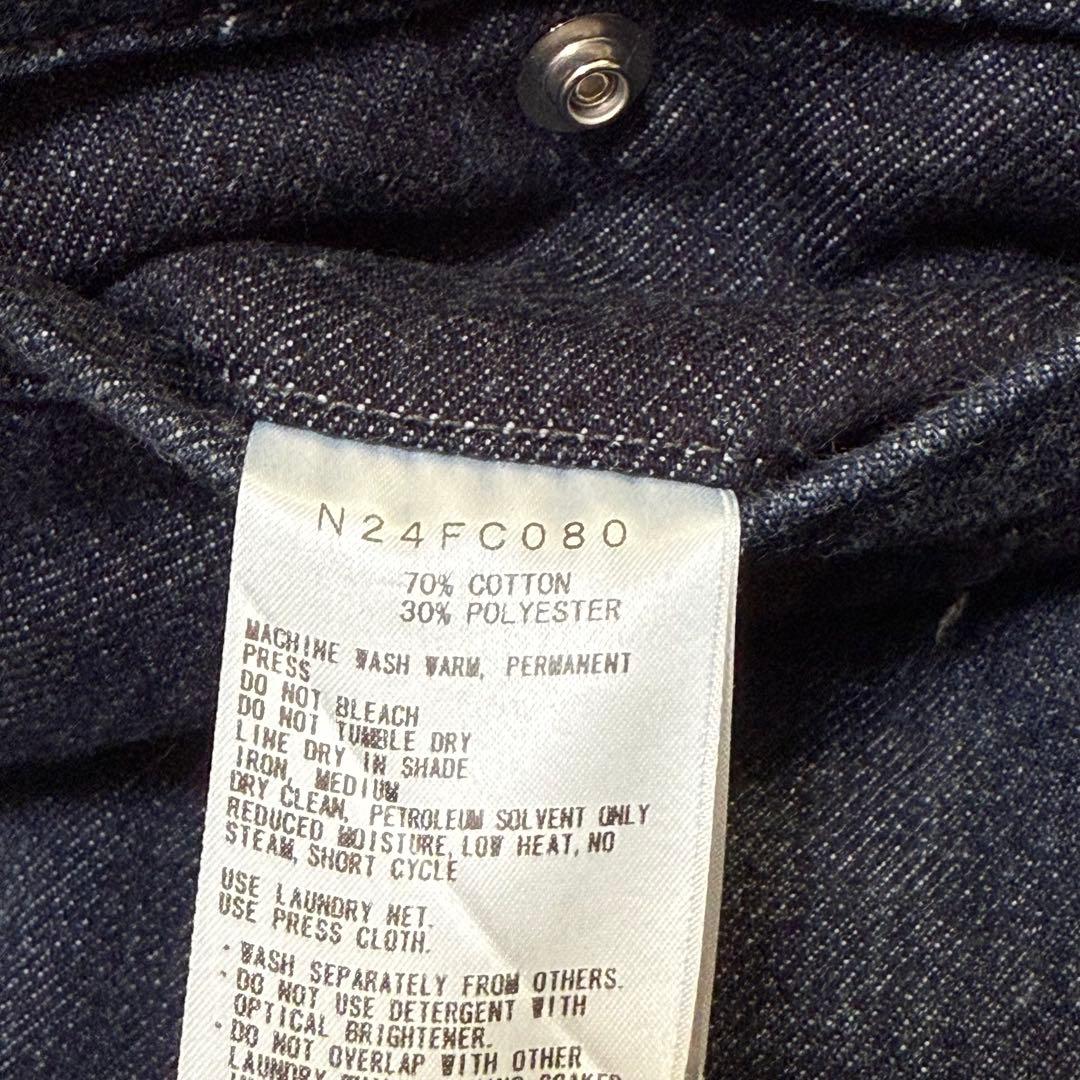 N24FC080
70% COTTON
30% POLYESTER
MACHINE WASH WARM, PERMANENT
PRESS
DO NOT BLEACH
DO NOT TUMBLE DRY
LINE DRY IN SHADE
IRON, MEDIUM
DRY CLEAN, PETROLEUM SOLVENT ONLY
REDUCED MOISTURE, LOW HEAT, NO
STEAM, SHORT CYCLE
USE LAUNDRY NET.
USE PRESS CLOTH.
· WASH SEPARATELY FROM OTHERS.
· DO NOT USE DETERGENT WITH
OPTICAL BRIGHTENER.
· DO NOT OVERLAP WITH OTHER
LAUNDRY SOAKED